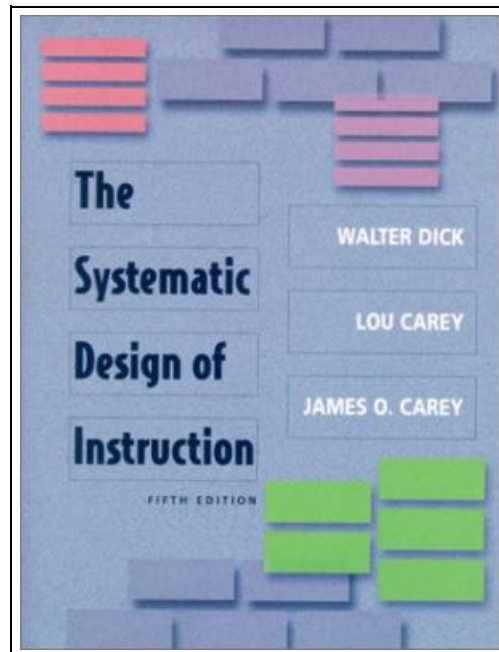 The
Systematic
Design of
Instruction
FIFTH EDITION
WALTER DICK
LOU CAREY
JAMES O. CAREY